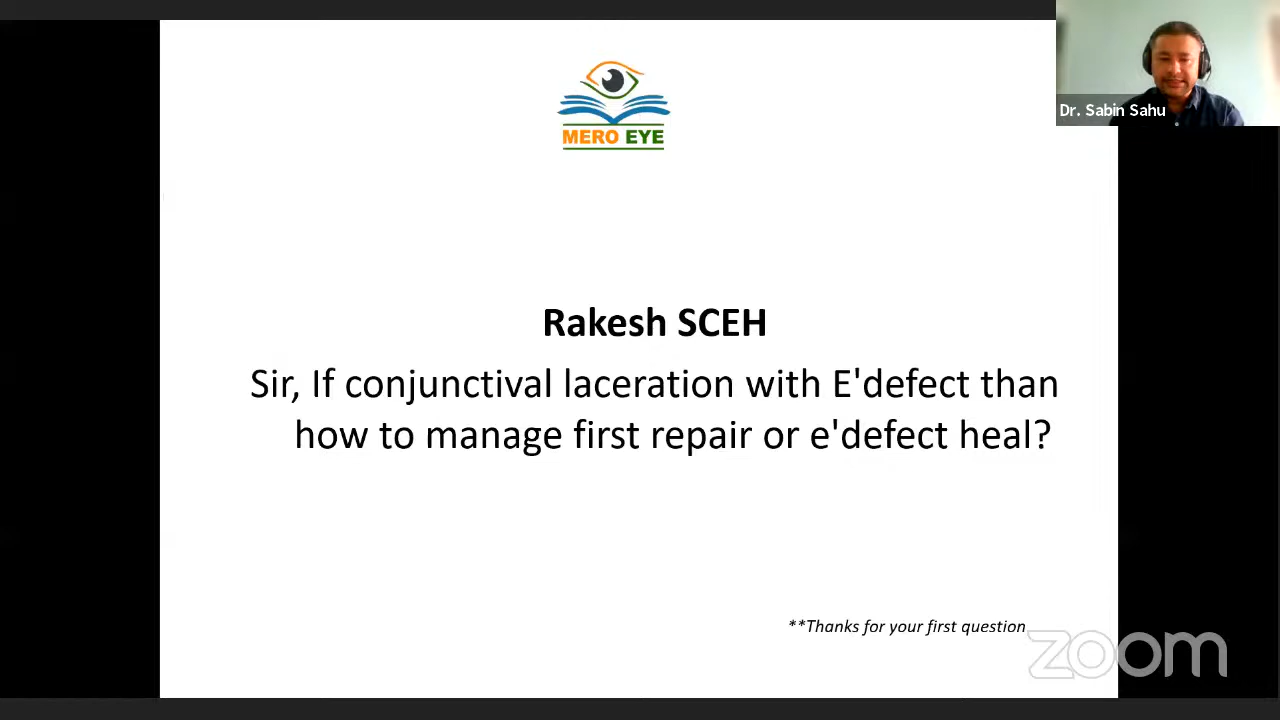 MERO EYE
Dr. Sabin Sahu
Rakesh SCEH
Sir, If conjunctival laceration with E'defect than
how to manage first repair or e'defect heal?
**Thanks for your first question
zoom